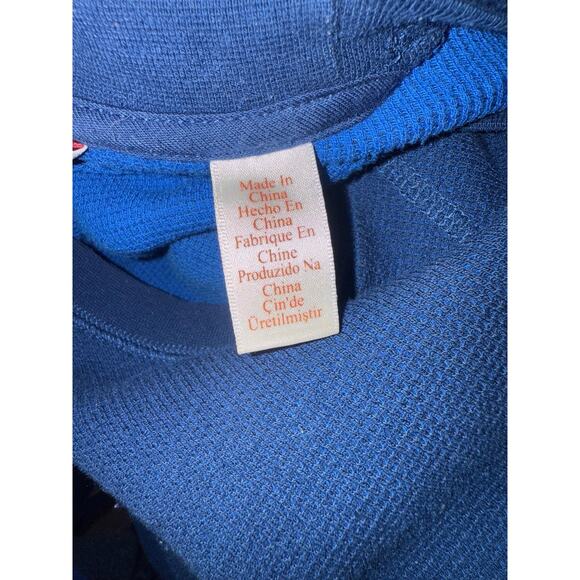 Made In
China
Hecho En
China
Fabrique En
Chine
Produzido Na
China
Çin'de
Üretilmiştir